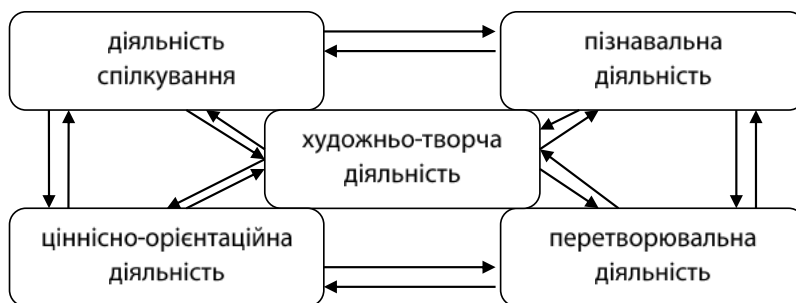 діяльність
спілкування
пізнавальна
діяльність
художньо-творча
діяльність
ціннісно-орієнтаційна
діяльність
перетворювальна
діяльність